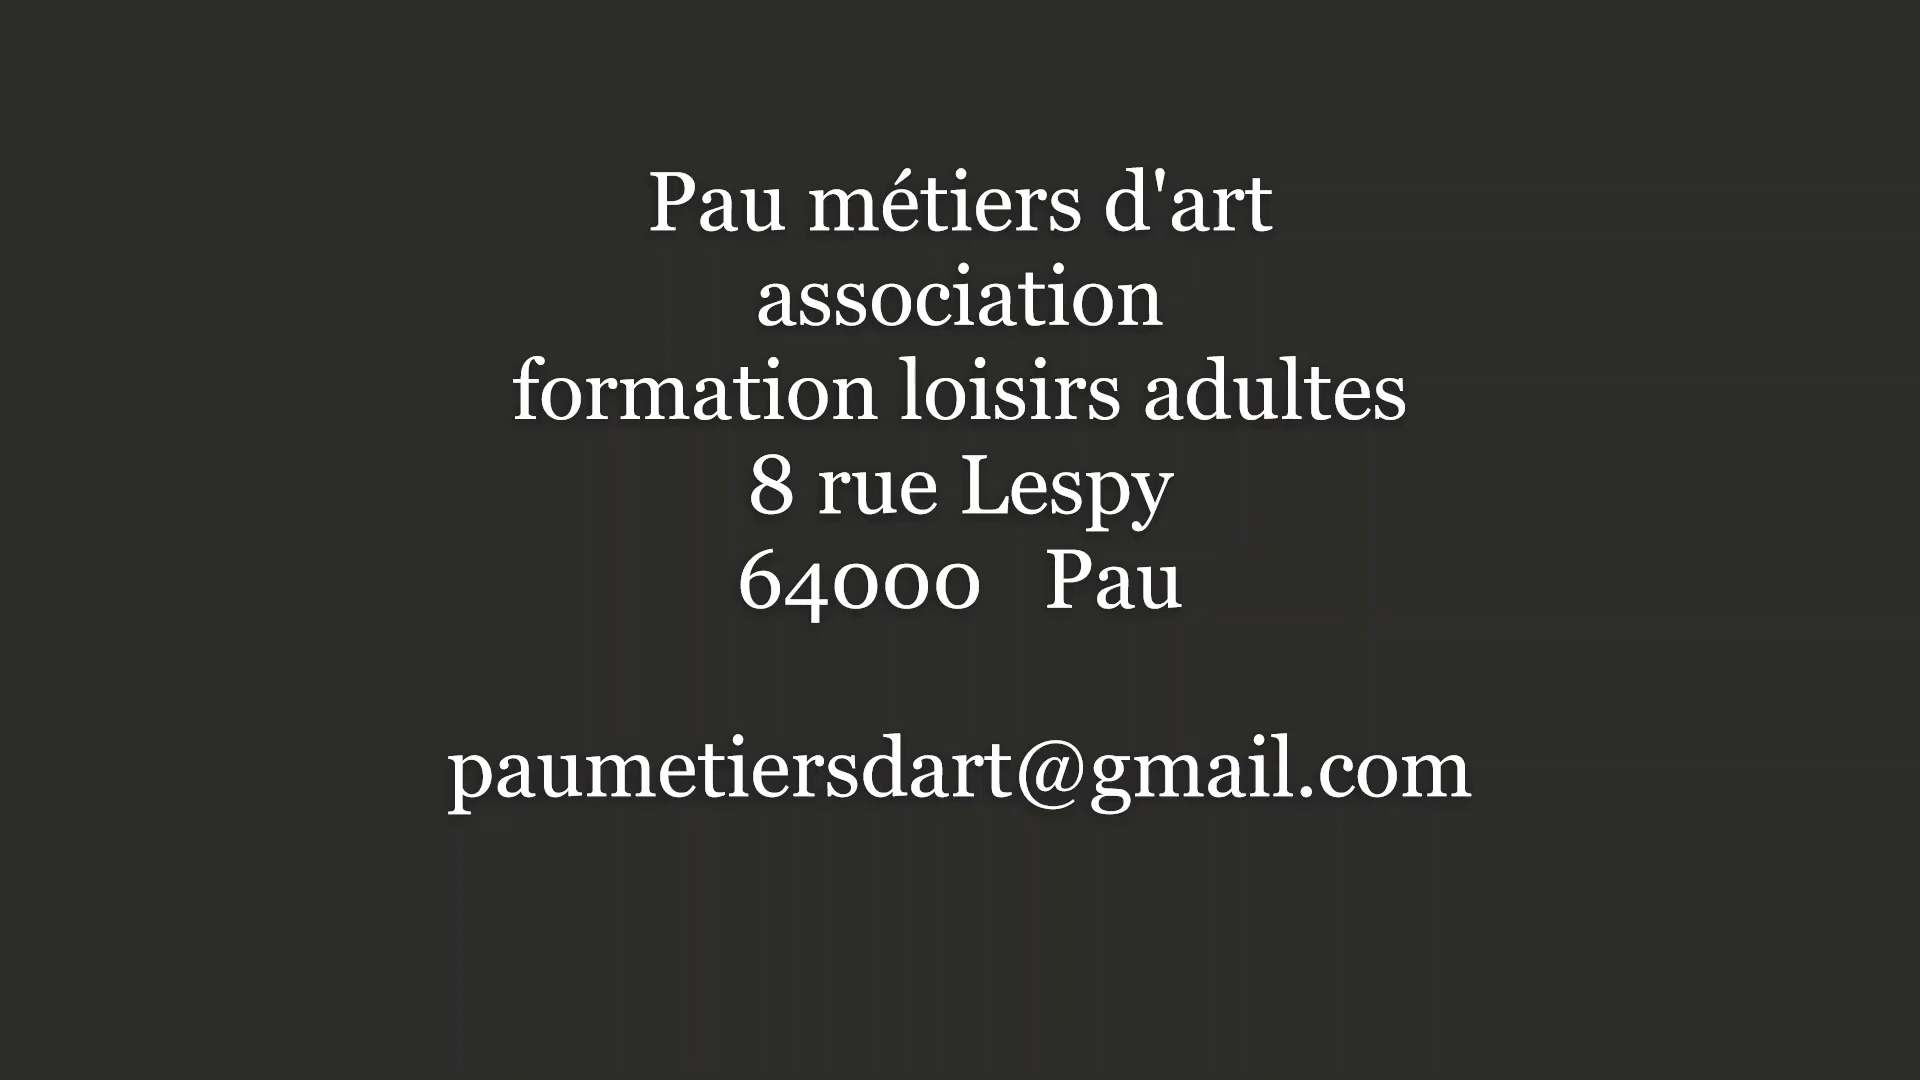 Pau métiers d'art
association
formation loisirs adultes
8 rue Lespy
64000   Pau
paumetiersdart@gmail.com